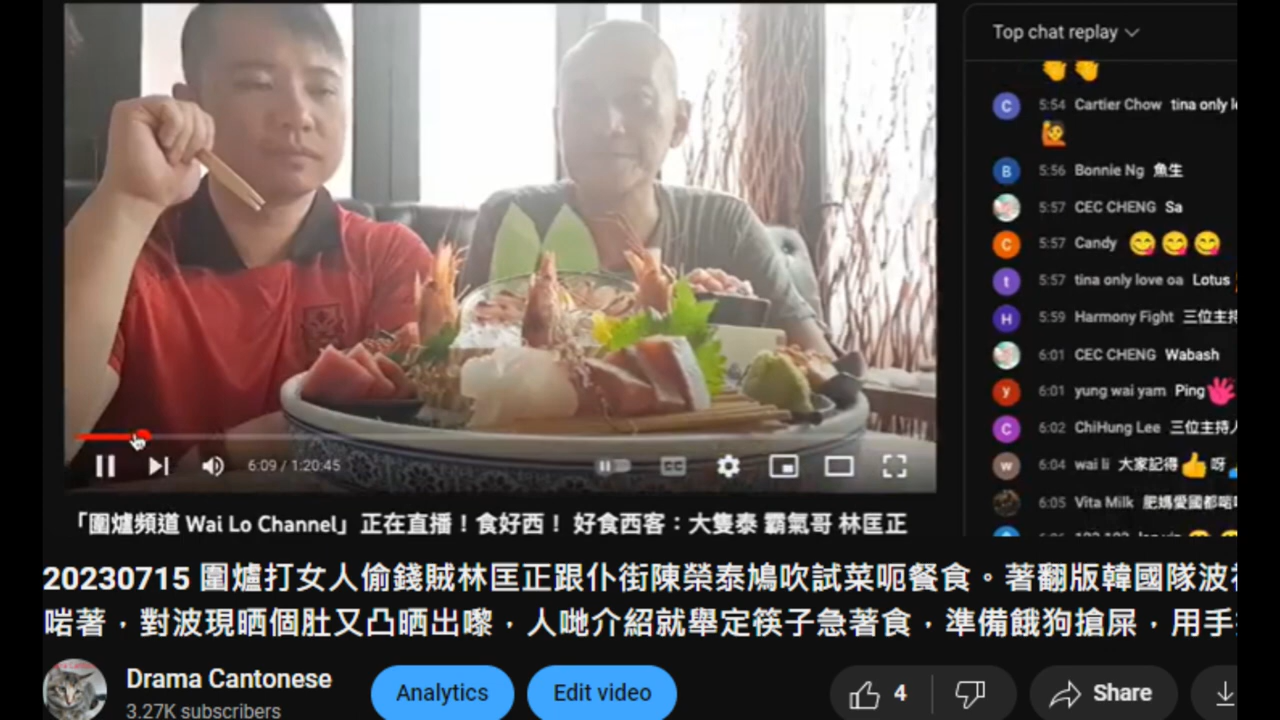 Top chat replay
5:54 Cartier Chow tina only
5:56 Bonnie Ng 魚生
5:57 CEC CHENG Sa
5:57 Candy
5:57 tina only love oa Lotus
5:59 Harmony Fight 三位主持
6:01 CEC CHENG Wabash
6:01 yung wai yam Ping
6:02 ChiHung Lee 三位主持人
6:04 wai li 大家記得 呀
6:05 Vita Milk 肥媽愛國都啱
6:09 / 1:20:45
「圍爐頻道 Wai Lo Channel」正在直播！食好西！ 好食西客：大隻泰 霸氣哥 林匡正
20230715 圍爐打女人偷錢賊林匡正跟仆街陳榮泰鳩吹試菜呃餐食。著翻版韓國隊波
啱著，對波現晒個肚又凸晒出嚟，人哋介紹就舉定筷子急著食，準備餓狗搶屎，用手
Drama Cantonese
3.27K subscribers
Analytics
Edit video
4
Share